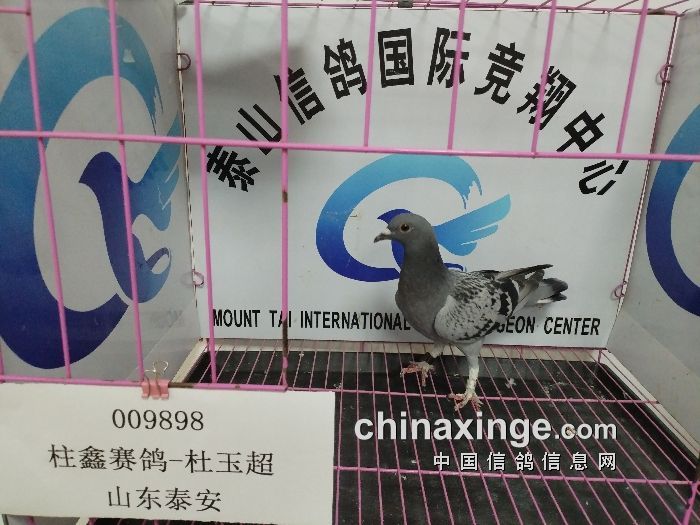 泰山信鸽国际竞翔中心
MOUNT TAI INTERNATIONAL GEON CENTER
009898
柱鑫赛鸽-杜玉超
山东泰安
chinaxinge.com
中国信鸽信息网